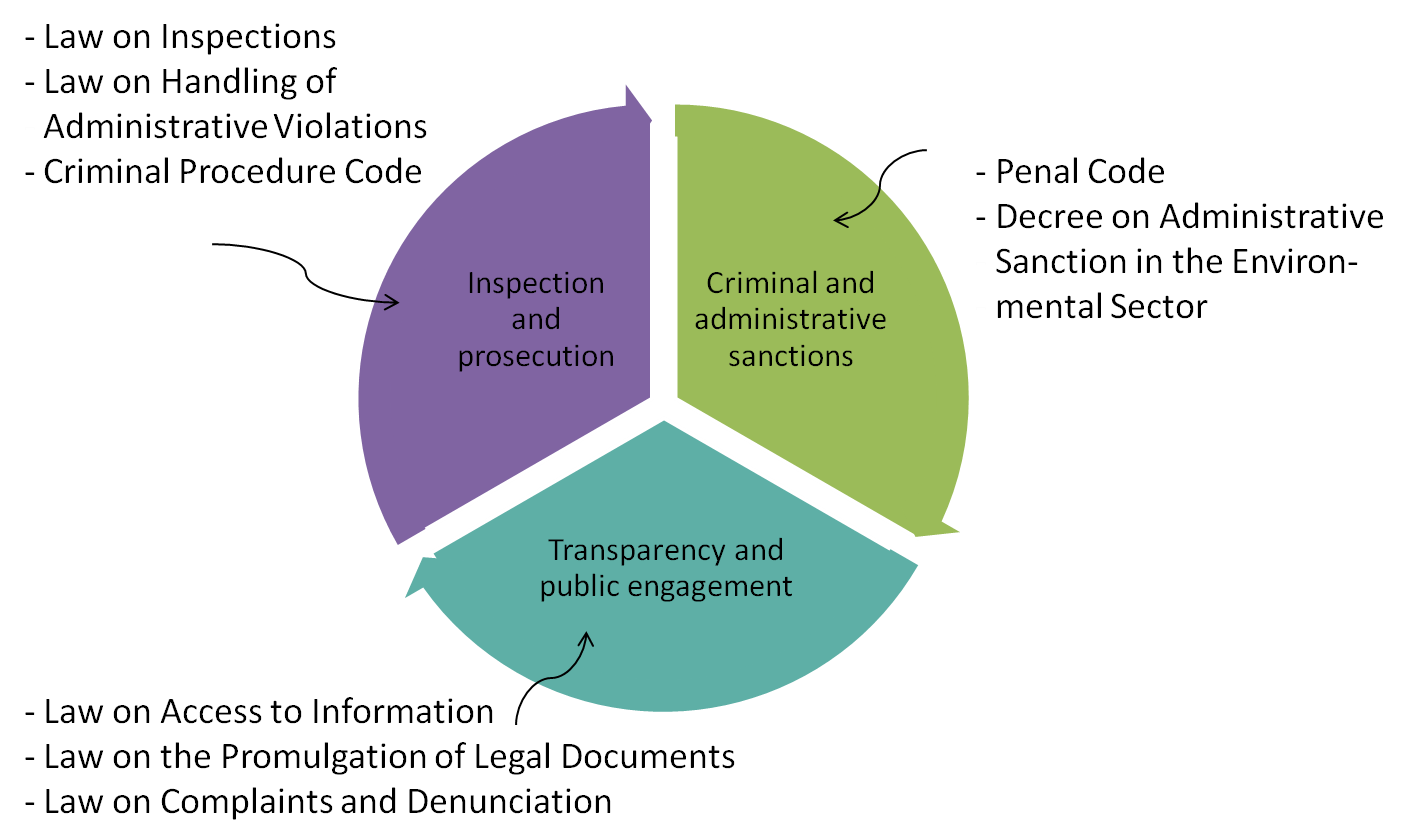 - Law on Inspections
- Law on Handling of
Administrative Violations
- Criminal Procedure Code
- Penal Code
- Decree on Administrative
Sanction in the Environ-
mental Sector
Inspection
and
prosecution
Criminal and
administrative
sanctions
Transparency and
public engagement
- Law on Access to Information
- Law on the Promulgation of Legal Documents
- Law on Complaints and Denunciation